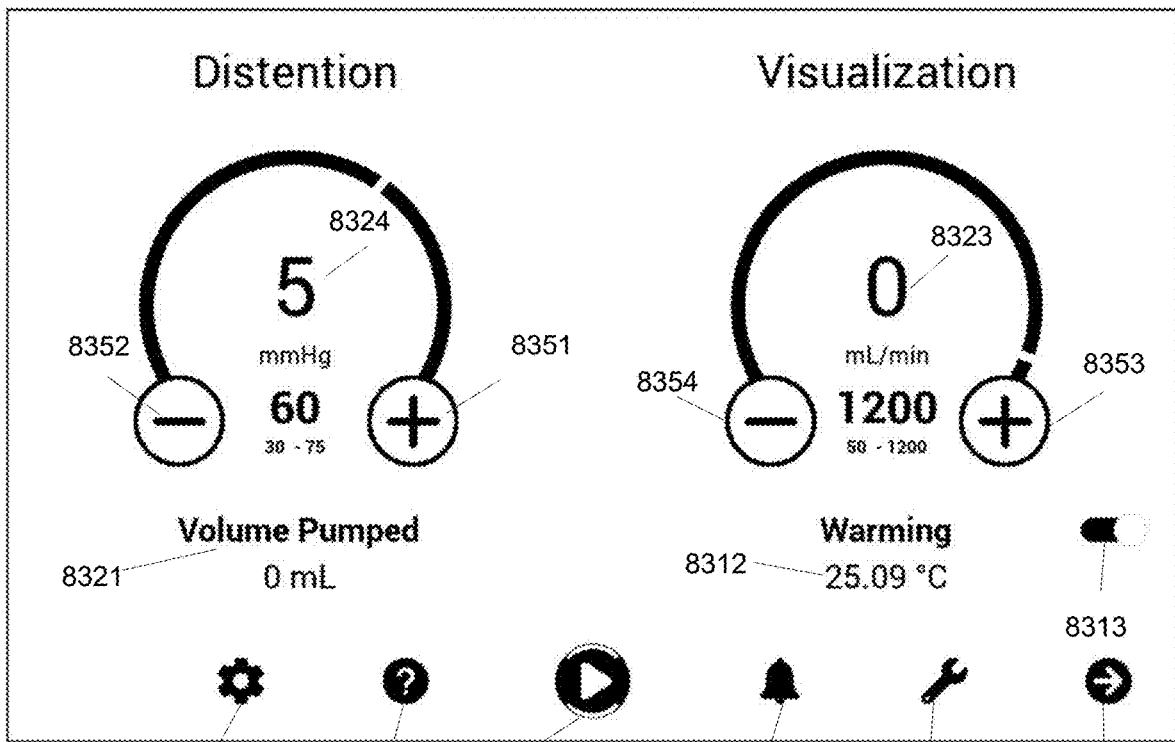 Distention
Visualization
8324
5
mmHg
8352
8351
60
30 - 75
8323
0
mL/min
8354
8353
1200
50 - 1200
Volume Pumped
8321
0 mL
Warming
8312
25.09 °C
8313
?